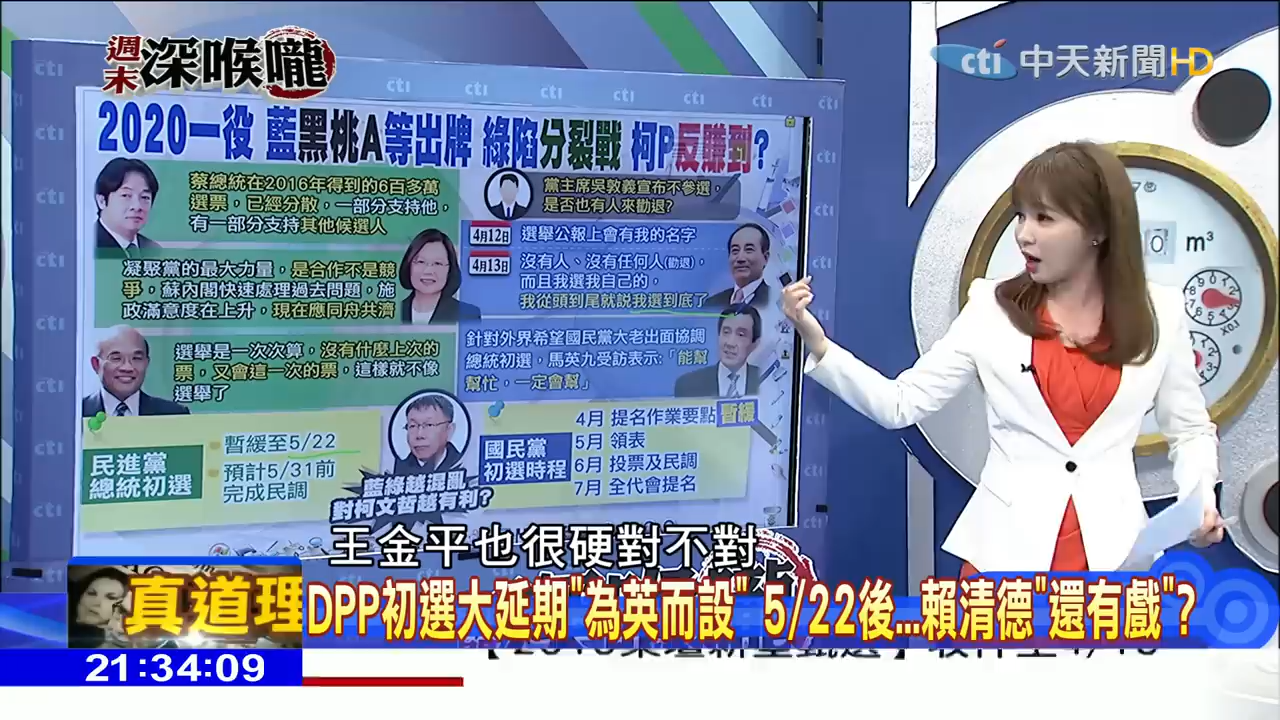 週末 深喉嚨
cti 中天新聞HD
2020一役 藍黑桃A等出牌 綠陷分裂戰 柯P反賺到?
蔡總統在2016年得到的6百多萬
選票,已經分散,一部分支持他,
有一部分支持其他候選人
凝聚黨的最大力量,是合作不是競
爭,蘇內閣快速處理過去問題,施
政滿意度在上升,現在應同舟共濟
選舉是一次次算,沒有什麼上次的
票,又會這一次的票,這樣就不像
選舉了
黨主席吳敦義宣布不參選,
是否也有人來勸退?
4月12日 選舉公報上會有我的名字
4月13日 沒有人、沒有任何人(勸退),
而且我選我自己的,
我從頭到尾就說我選到底了
針對外界希望國民黨大老出面協調
總統初選,馬英九受訪表示:「能幫
幫忙,一定會幫」
民進黨
總統初選
暫緩至5/22
預計5/31前
完成民調
藍綠越混亂
對柯文哲越有利?
國民黨
初選時程
4月 提名作業要點 暫緩
5月 領表
6月 投票及民調
7月 全代會提名
m³
王金平也很硬對不對
真道理
DPP初選大延期"為英而設" 5/22後...賴清德"還有戲"?
21:34:09